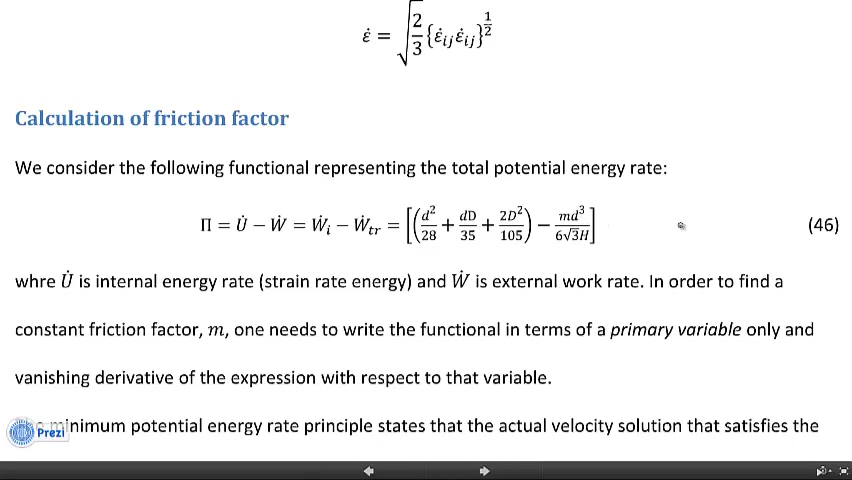 ε̇ = √(2/3) {ε̇ᵢⱼε̇ᵢⱼ}^(1/2)
Calculation of friction factor
We consider the following functional representing the total potential energy rate:
Π = U̇ − Ẇ = Ẇᵢ − Ẇₜᵣ = [(d²/28 + dD/35 + 2D²/105) − md³/6√3H] (46)
whre U̇ is internal energy rate (strain rate energy) and Ẇ is external work rate. In order to find a
constant friction factor, m, one needs to write the functional in terms of a primary variable only and
vanishing derivative of the expression with respect to that variable.
minimum potential energy rate principle states that the actual velocity solution that satisfies the
Prezi